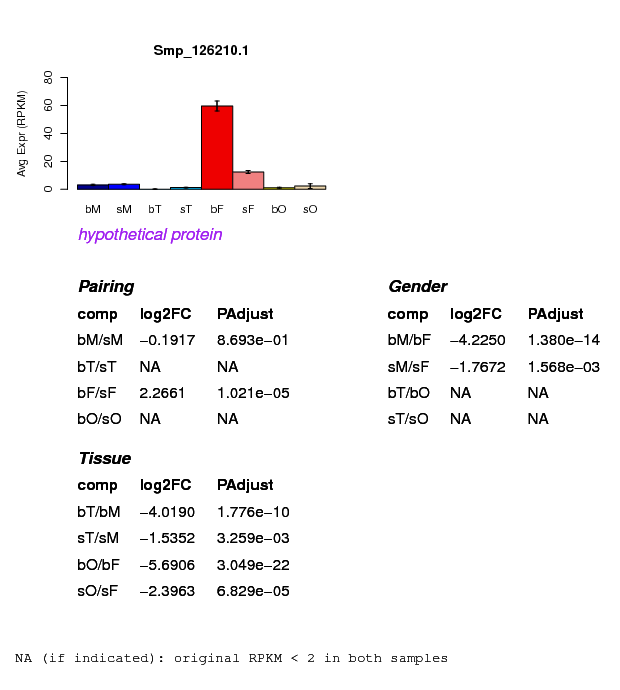 Smp_126210.1
Avg Expr (RPKM)
80
60
40
20
0
bM sM bT sT bF sF bO sO
hypothetical protein
Pairing
comp log2FC PAdjust
bM/sM −0.1917 8.693e−01
bT/sT NA NA
bF/sF 2.2661 1.021e−05
bO/sO NA NA
Gender
comp log2FC PAdjust
bM/bF −4.2250 1.380e−14
sM/sF −1.7672 1.568e−03
bT/bO NA NA
sT/sO NA NA
Tissue
comp log2FC PAdjust
bT/bM −4.0190 1.776e−10
sT/sM −1.5352 3.259e−03
bO/bF −5.6906 3.049e−22
sO/sF −2.3963 6.829e−05
NA (if indicated): original RPKM < 2 in both samples